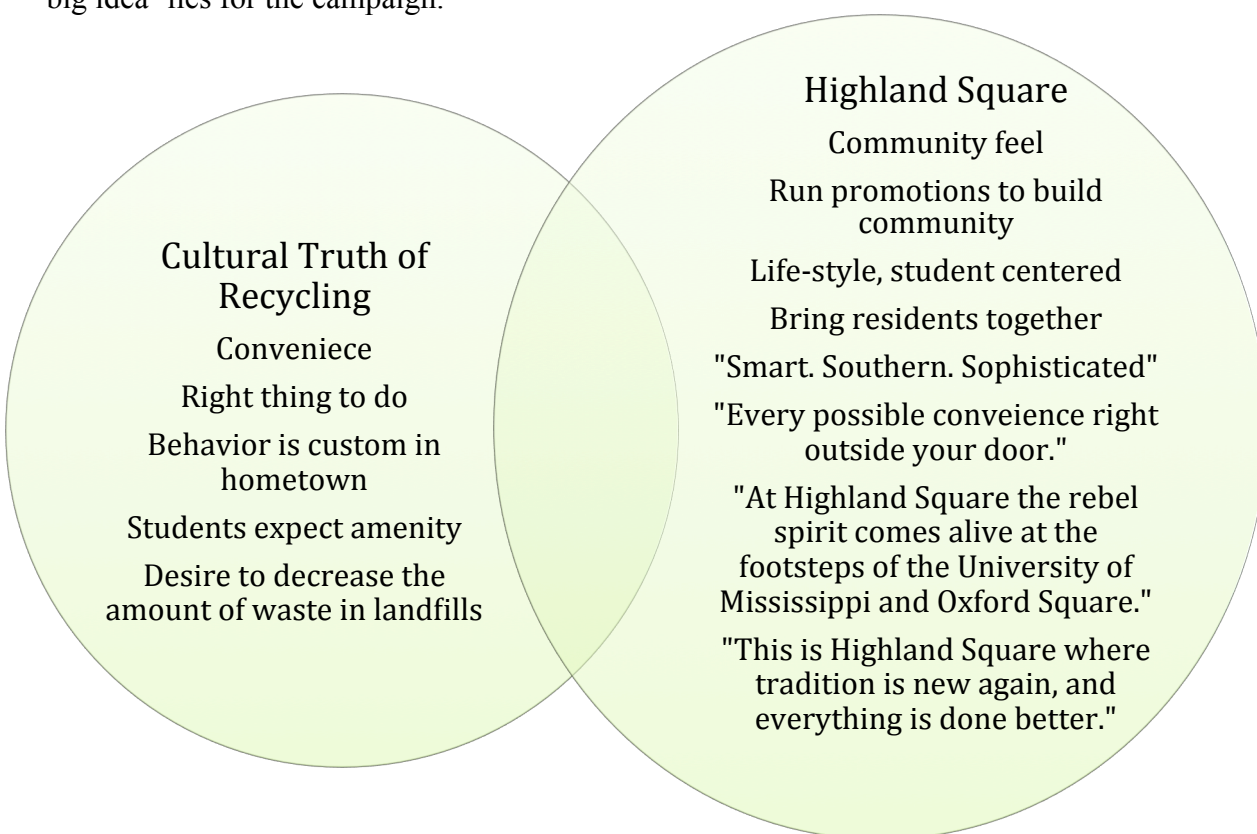 big idea" lies for the campaign.
Cultural Truth of
Recycling
Conveniece
Right thing to do
Behavior is custom in
hometown
Students expect amenity
Desire to decrease the
amount of waste in landfills
Highland Square
Community feel
Run promotions to build
community
Life-style, student centered
Bring residents together
"Smart. Southern. Sophisticated"
"Every possible conveience right
outside your door."
"At Highland Square the rebel
spirit comes alive at the
footsteps of the University of
Mississippi and Oxford Square."
"This is Highland Square where
tradition is new again, and
everything is done better."